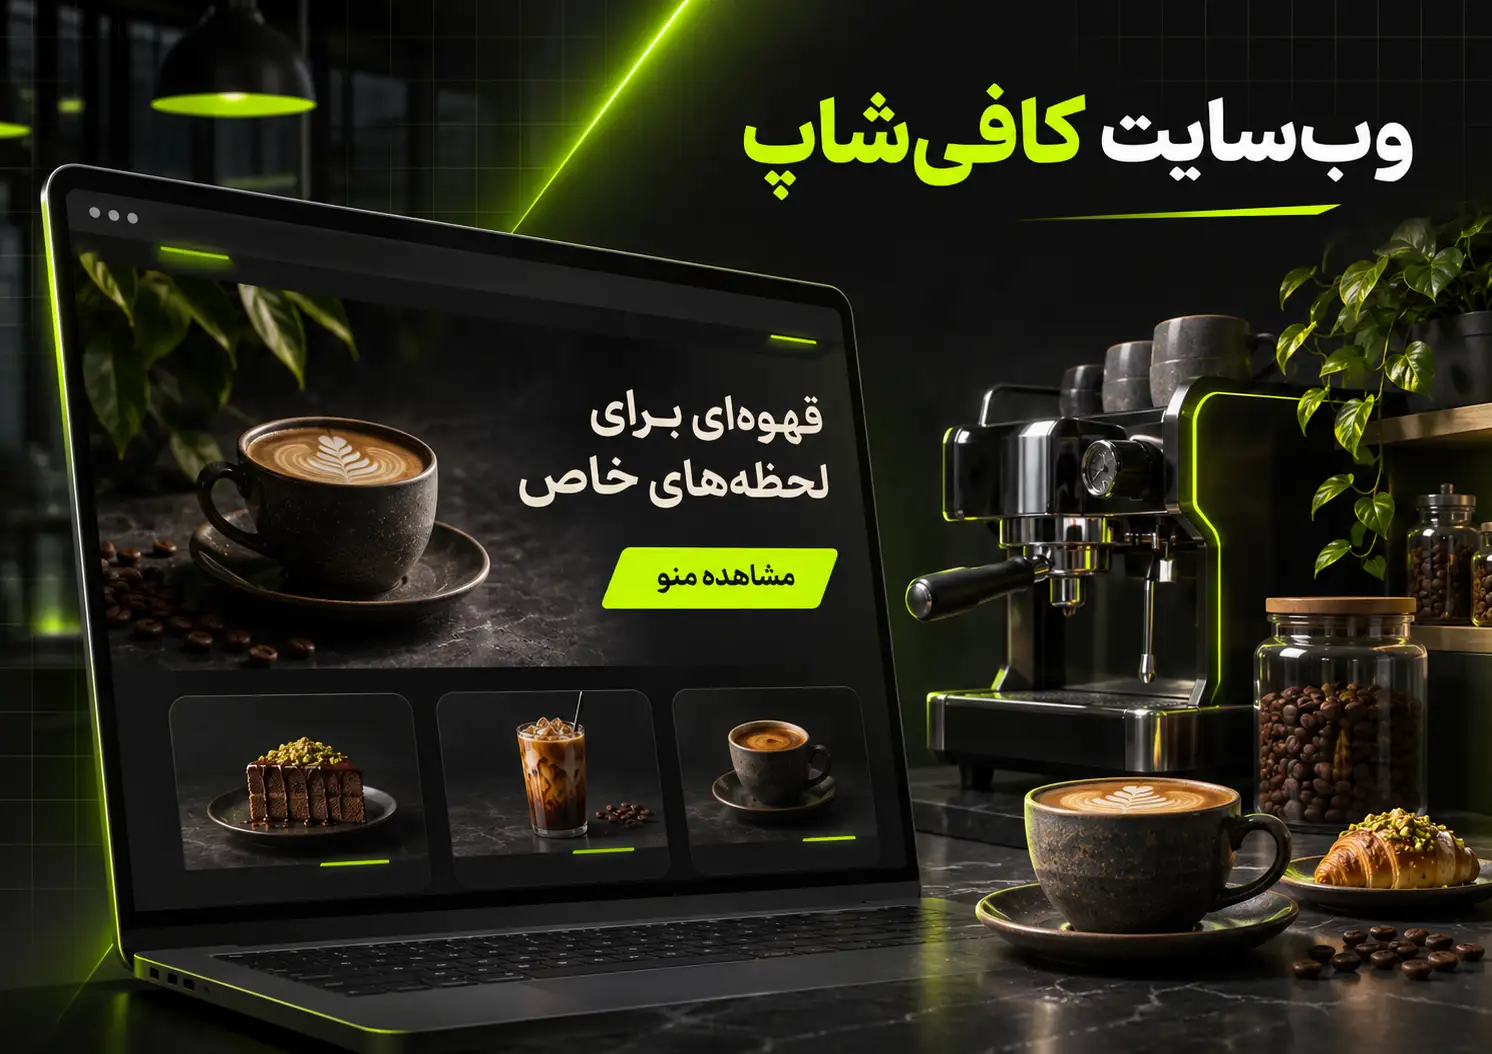 وب‌سایت کافی‌شاپ
قهوه‌ای برای
لحظه‌های خاص
مشاهده منو